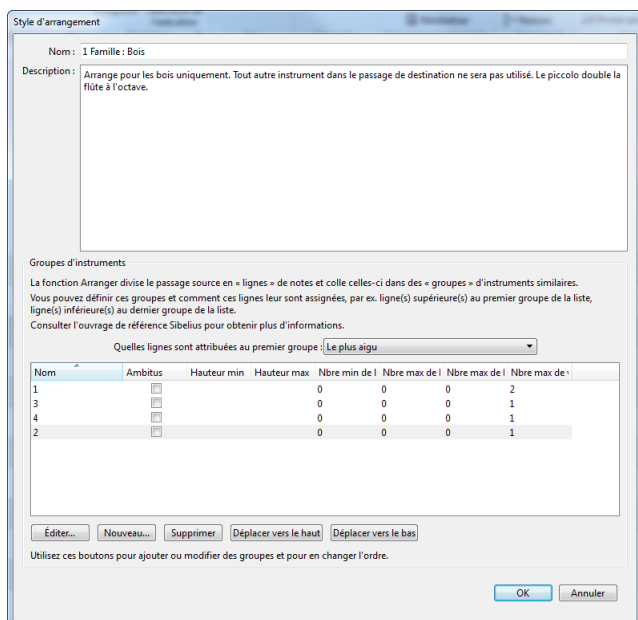 Style d'arrangement
Nom : 1 Famille : Bois
Description : Arrange pour les bois uniquement. Tout autre instrument dans le passage de destination ne sera pas utilisé. Le piccolo double la
flûte à l'octave.
Groupes d'instruments
La fonction Arranger divise le passage source en « lignes » de notes et colle celles-ci dans des « groupes » d'instruments similaires.
Vous pouvez définir ces groupes et comment ces lignes leur sont assignées, par ex. ligne(s) supérieure(s) au premier groupe de la liste,
ligne(s) inférieure(s) au dernier groupe de la liste.
Consulter l'ouvrage de référence Sibelius pour obtenir plus d'informations.
Quelles lignes sont attribuées au premier groupe : Le plus aigu
Nom Ambitus Hauteur min Hauteur max Nbre min de l Nbre max de l Nbre max de l Nbre max de
1 0 0 0 2
3 0 0 0 1
4 0 0 0 1
2 0 0 0 1
Éditer... Nouveau... Supprimer Déplacer vers le haut Déplacer vers le bas
Utilisez ces boutons pour ajouter ou modifier des groupes et pour en changer l'ordre.
OK Annuler